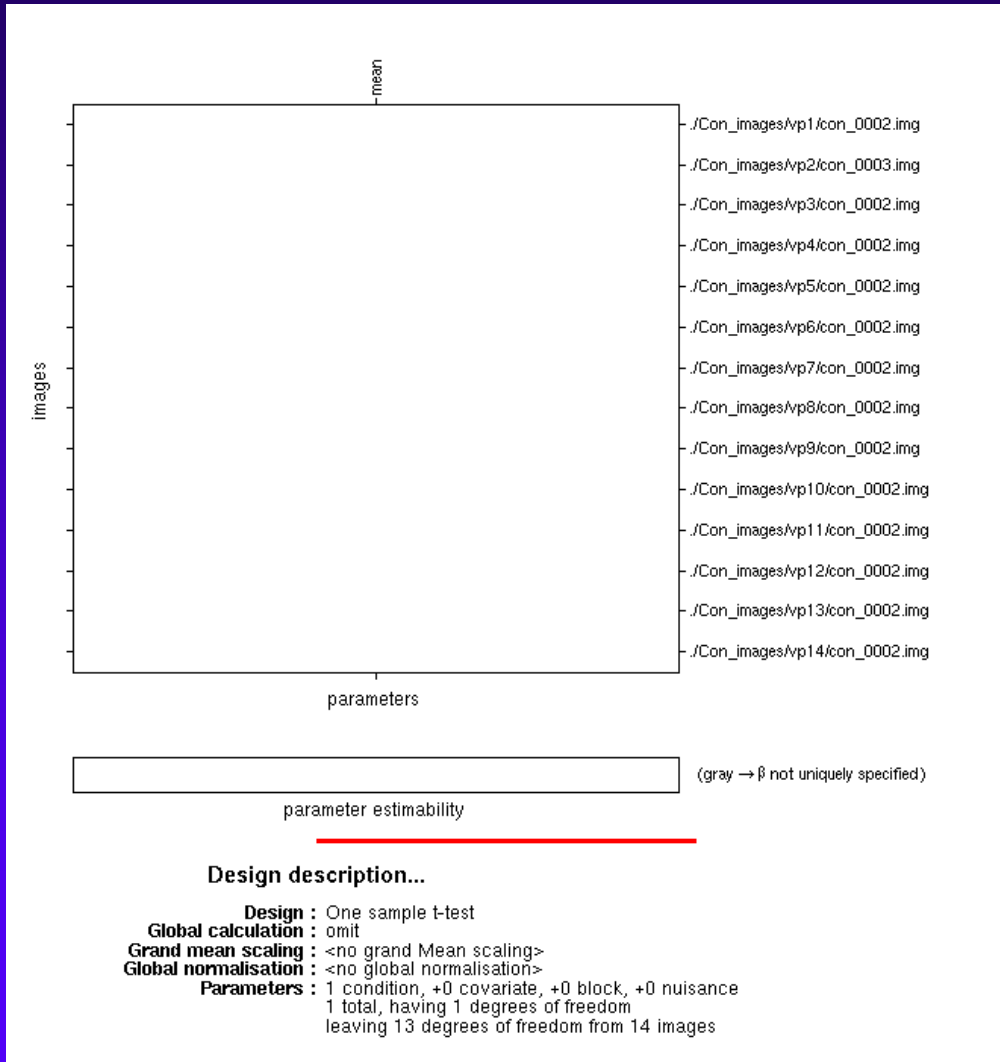 mean
images
./Con_images/vp1/con_0002.img
./Con_images/vp2/con_0003.img
./Con_images/vp3/con_0002.img
./Con_images/vp4/con_0002.img
./Con_images/vp5/con_0002.img
./Con_images/vp6/con_0002.img
./Con_images/vp7/con_0002.img
./Con_images/vp8/con_0002.img
./Con_images/vp9/con_0002.img
./Con_images/vp10/con_0002.img
./Con_images/vp11/con_0002.img
./Con_images/vp12/con_0002.img
./Con_images/vp13/con_0002.img
./Con_images/vp14/con_0002.img
parameters
(gray → β not uniquely specified)
parameter estimability
Design description...
Design : One sample t-test
Global calculation : omit
Grand mean scaling : <no grand Mean scaling>
Global normalisation : <no global normalisation>
Parameters : 1 condition, +0 covariate, +0 block, +0 nuisance
1 total, having 1 degrees of freedom
leaving 13 degrees of freedom from 14 images